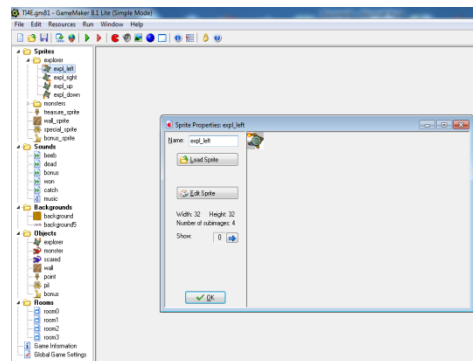 TI4E.gm81 - GameMaker 8.1 Lite (Simple Mode)
File Edit Resources Run Window Help
Sprites
explorer
expl_left
expl_right
expl_up
expl_down
monsters
treasure_sprite
wall_sprite
special_sprite
bonus_sprite
Sounds
beeb
dead
bonus
won
catch
music
Backgrounds
background
background5
Objects
explorer
monster
scared
wall
point
pil
bonus
Rooms
room0
room1
room2
room3
Game Information
Global Game Settings
Sprite Properties: expl_left
Name: expl_left
Load Sprite
Edit Sprite
Width: 32 Height: 32
Number of subimages: 4
Show: 0
OK